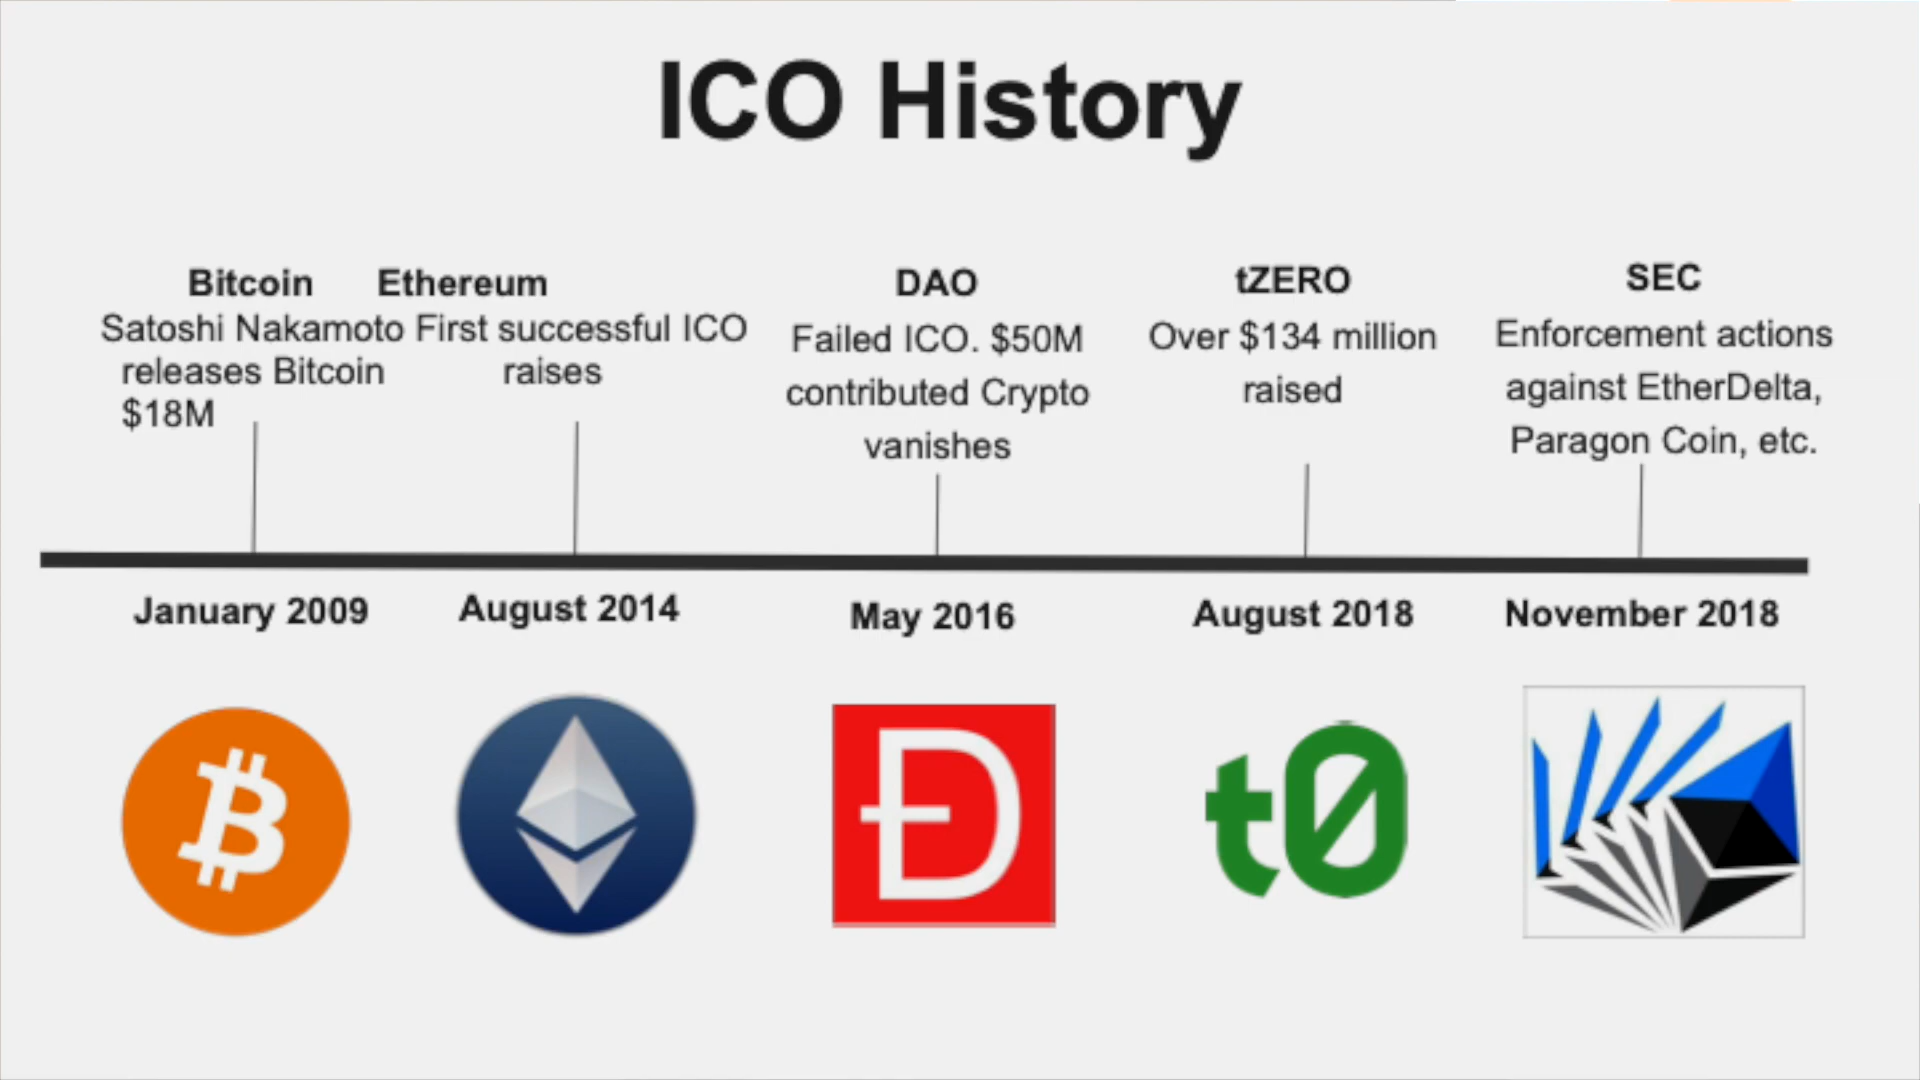 ICO History
Bitcoin
Satoshi Nakamoto
releases Bitcoin
Ethereum
First successful ICO
raises
$18M
DAO
Failed ICO. $50M
contributed Crypto
vanishes
tZERO
Over $134 million
raised
SEC
Enforcement actions
against EtherDelta,
Paragon Coin, etc.
January 2009
August 2014
May 2016
August 2018
November 2018
t0